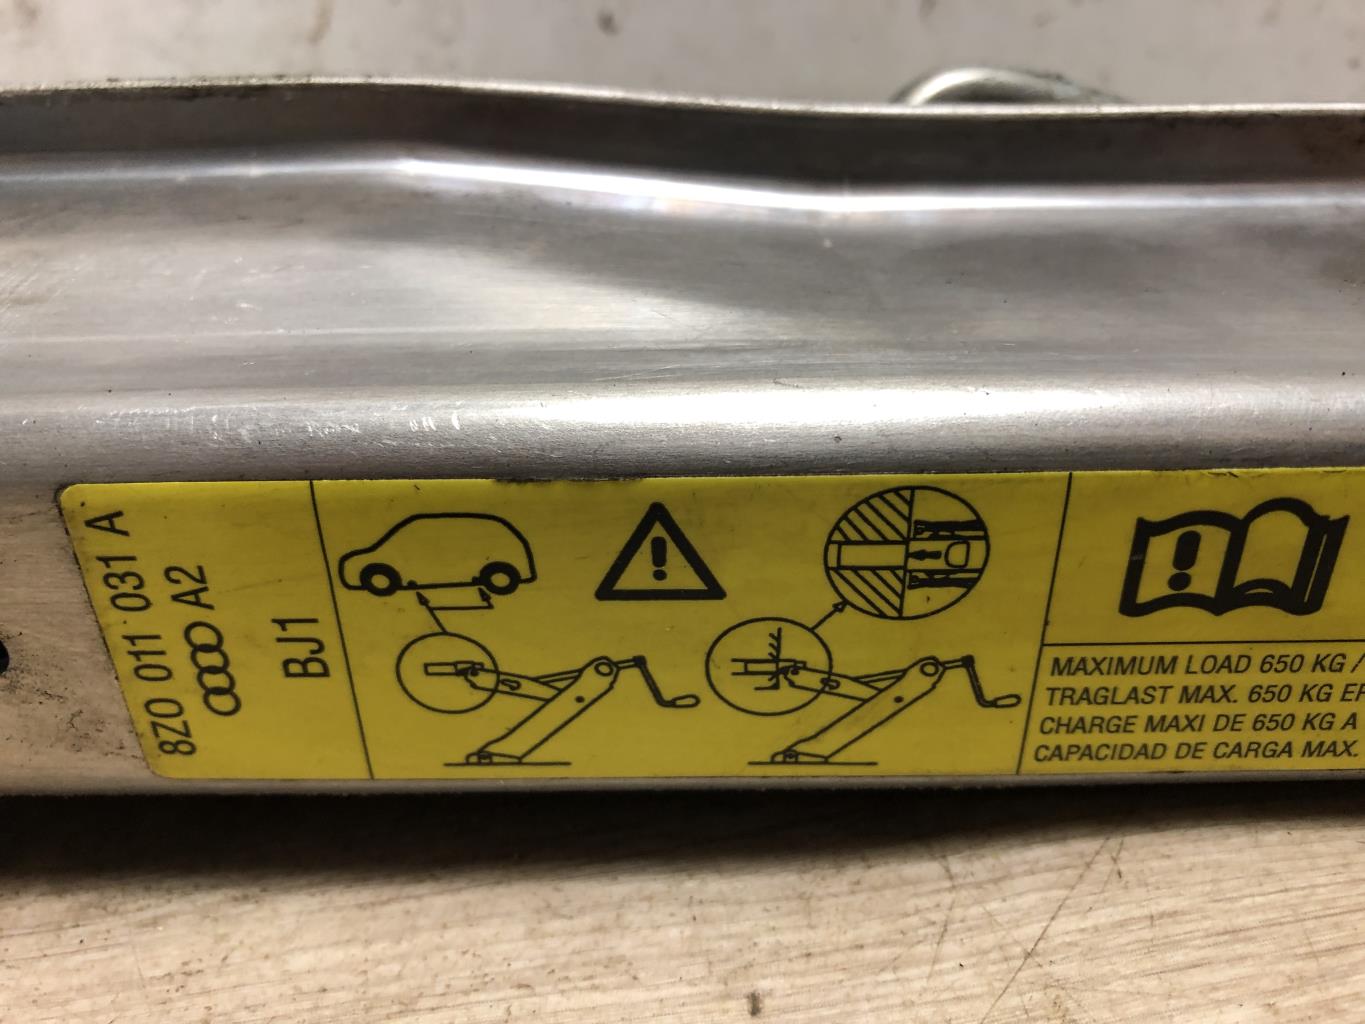 8Z0 011 031 A
A2
BJ1
MAXIMUM LOAD 650 KG /
TRAGLAST MAX. 650 KG
CHARGE MAXI DE 650 KG A
CAPACIDAD DE CARGA MAX.